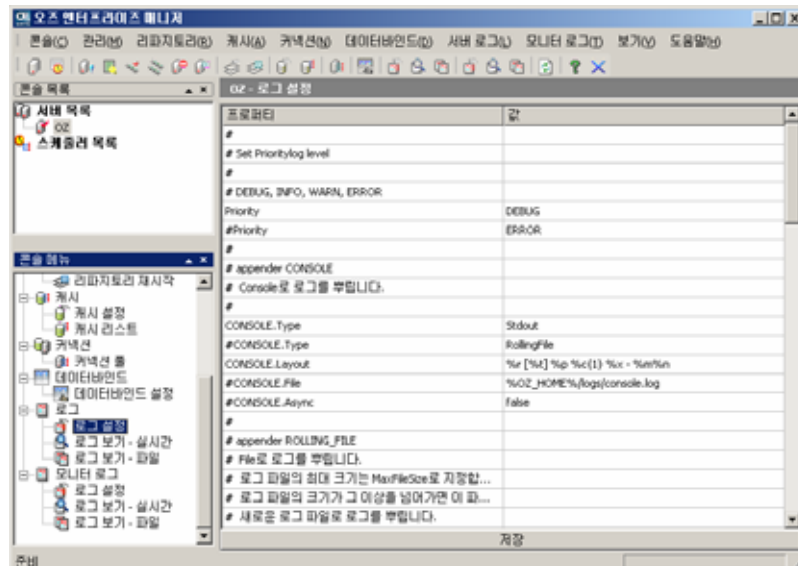 오즈 엔터프라이즈 매니저
콘솔(C) 관리(M) 리파지토리(R) 캐시(A) 커넥션(N) 데이터바인드(D) 서버 로그(L) 모니터 로그(T) 보기(V) 도움말(H)
콘솔 목록
서버 목록
OZ
스케줄러 목록
콘솔 메뉴
리파지토리 재시작
캐시
캐시 설정
캐시 리스트
커넥션
커넥션 풀
데이터바인드
데이터바인드 설정
로그
로그 설정
로그 보기 - 실시간
로그 보기 - 파일
모니터 로그
로그 설정
로그 보기 - 실시간
로그 보기 - 파일
OZ - 로그 설정
프로퍼티 값
#
# Set Prioritylog level
#
# DEBUG, INFO, WARN, ERROR
Priority DEBUG
#Priority ERROR
#
# appender CONSOLE
# Console로 로그를 뿌립니다.
#
CONSOLE.Type Stdout
#CONSOLE.Type RollingFile
CONSOLE.Layout %r [%t] %p %c{1} %x - %m%n
#CONSOLE.File %OZ_HOME%/logs/console.log
#CONSOLE.Async false
#
# appender ROLLING_FILE
# File로 로그를 뿌립니다.
# 로그 파일의 최대 크기는 MaxFileSize로 지정합...
# 로그 파일의 크기가 그 이상을 넘어가면 이 파...
# 새로운 로그 파일로 로그를 뿌립니다.
저장
준비